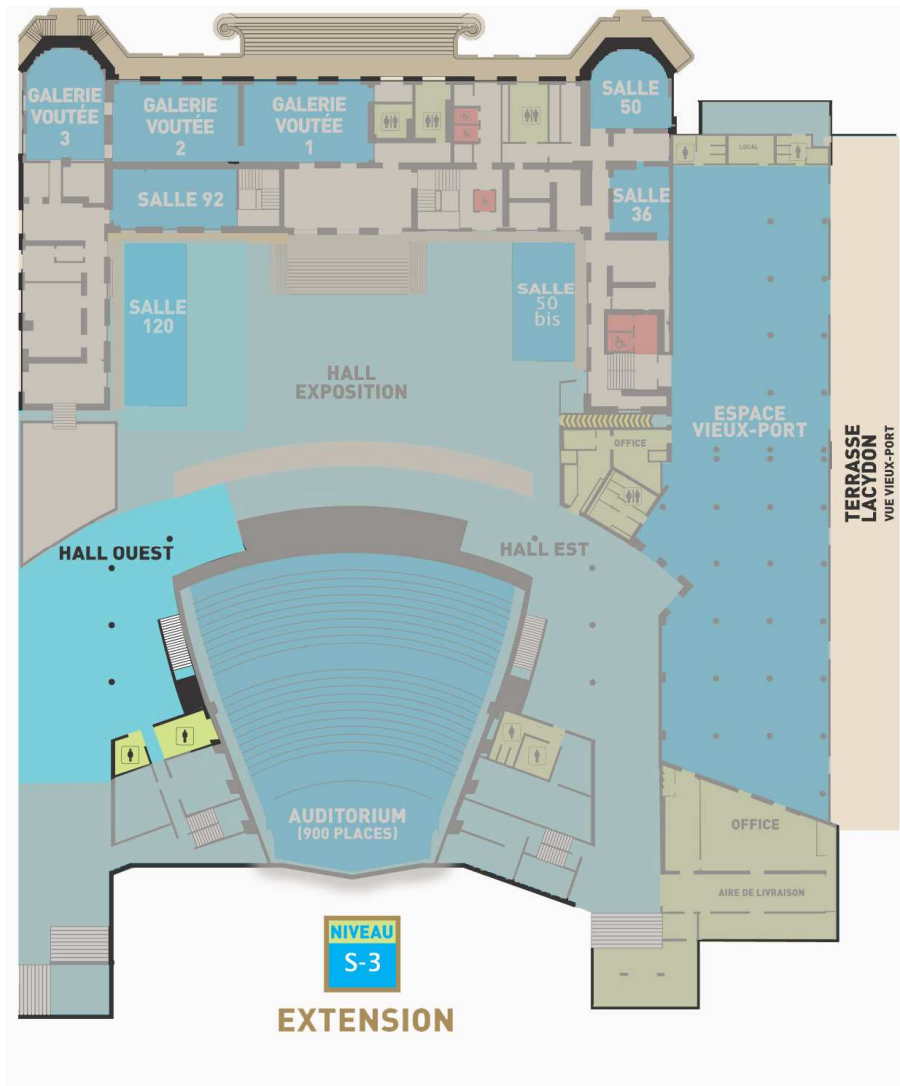 GALERIE
VOUTÉE
3
GALERIE
VOUTÉE
2
GALERIE
VOUTÉE
1
SALLE
50
LOCAL
SALLE 92
SALLE
36
SALLE
120
SALLE
50
bis
HALL
EXPOSITION
ESPACE
VIEUX-PORT
OFFICE
TERRASSE
LACYDON
VUE VIEUX-PORT
HALL OUEST
HALL EST
AUDITORIUM
(900 PLACES)
OFFICE
AIRE DE LIVRAISON
NIVEAU
S-3
EXTENSION